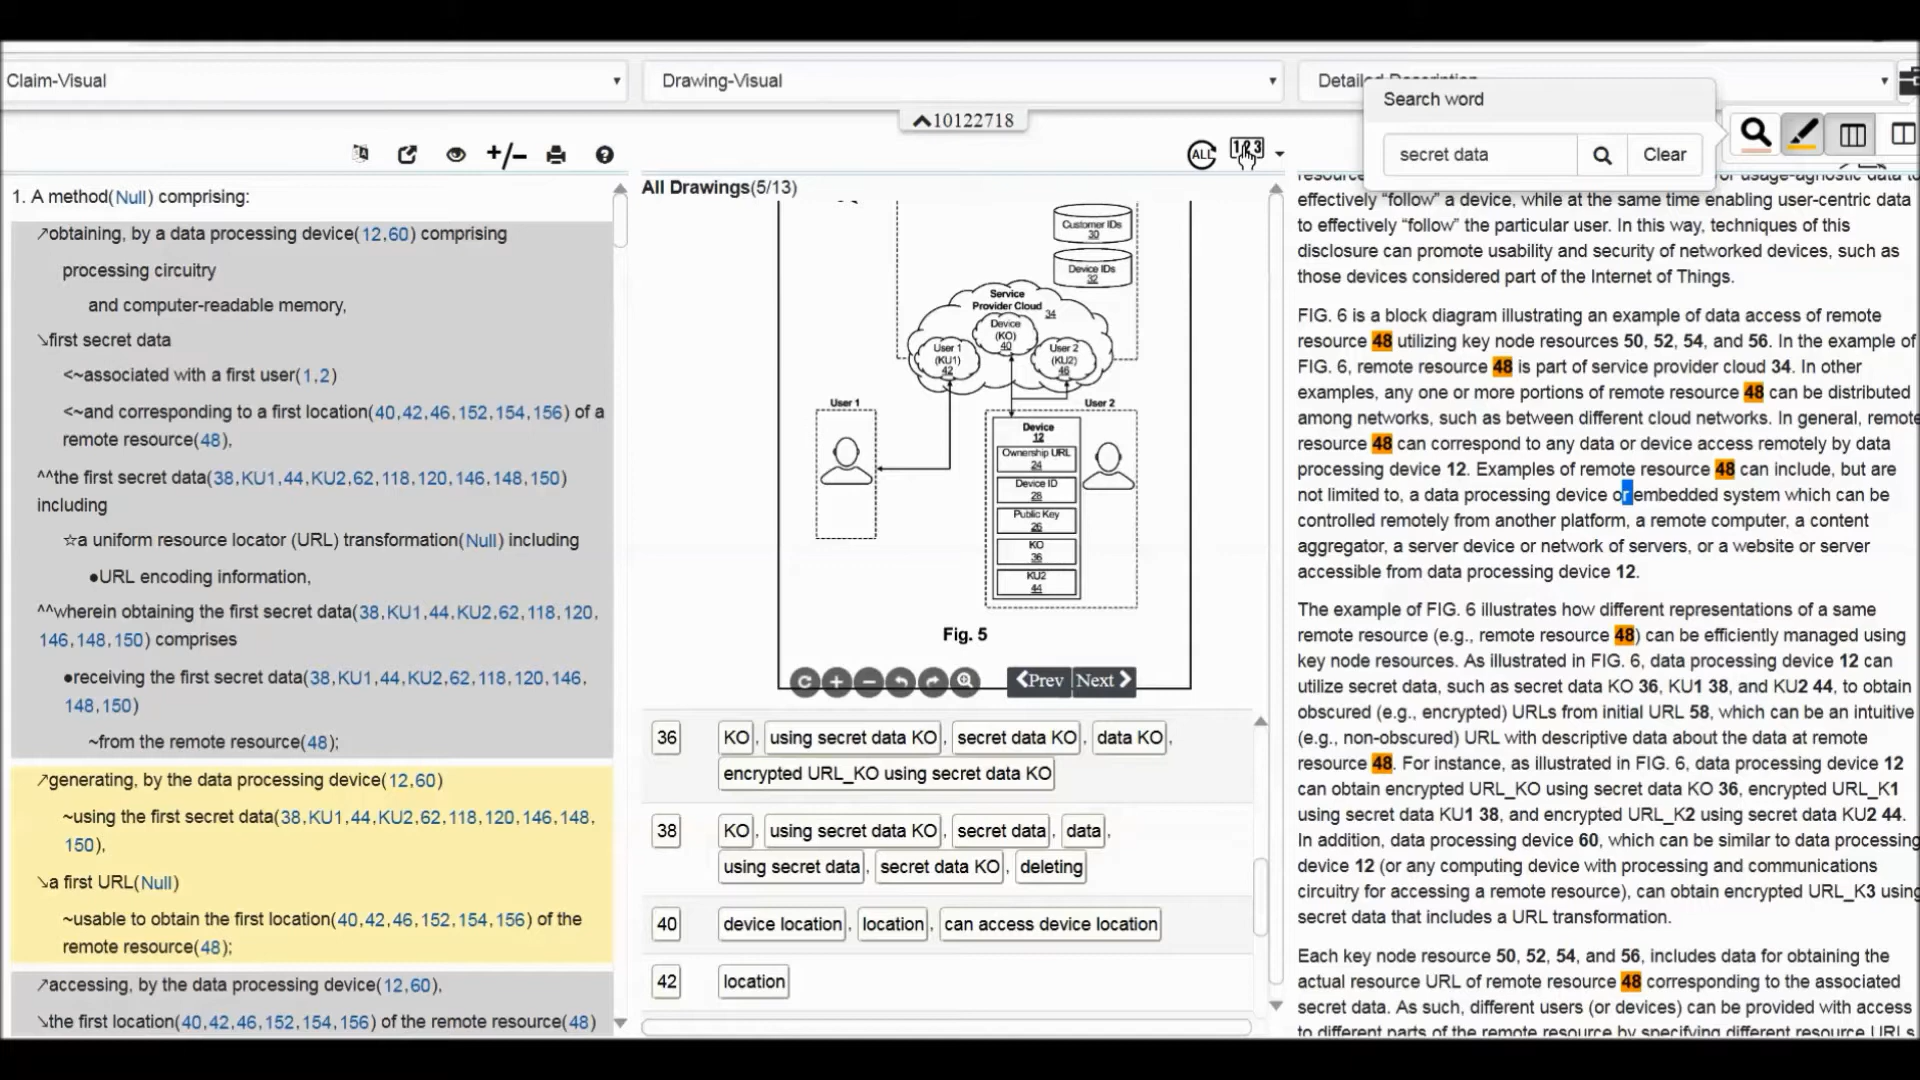 Claim-Visual
Drawing-Visual
Detailed Description
Search word
secret data
Clear
10122718
ALL
123
1. A method(Null) comprising:
↗obtaining, by a data processing device(12,60) comprising
processing circuitry
and computer-readable memory,
↘first secret data
<~associated with a first user(1,2)
<~and corresponding to a first location(40,42,46,152,154,156) of a
remote resource(48),
^^the first secret data(38,KU1,44,KU2,62,118,120,146,148,150)
including
☆a uniform resource locator (URL) transformation(Null) including
●URL encoding information,
^^wherein obtaining the first secret data(38,KU1,44,KU2,62,118,120,
146,148,150) comprises
●receiving the first secret data(38,KU1,44,KU2,62,118,120,146,
148,150)
~from the remote resource(48);
↗generating, by the data processing device(12,60)
~using the first secret data(38,KU1,44,KU2,62,118,120,146,148,
150),
↘a first URL(Null)
~usable to obtain the first location(40,42,46,152,154,156) of the
remote resource(48);
↗accessing, by the data processing device(12,60),
↘the first location(40,42,46,152,154,156) of the remote resource(48)
All Drawings(5/13)
Customer IDs
30
Device IDs
32
Service
Provider Cloud
34
Device
(KO)
40
User 1
(KU1)
42
User 2
(KU2)
46
User 1
User 2
Device
12
Ownership URL
24
Device ID
28
Public Key
26
KO
36
KU2
44
Fig. 5
Prev
Next
36 KO, using secret data KO, secret data KO, data KO,
encrypted URL_KO using secret data KO
38 KO, using secret data KO, secret data, data,
using secret data, secret data KO, deleting
40 device location, location, can access device location
42 location
effectively “follow” a device, while at the same time enabling user-centric data
to effectively “follow” the particular user. In this way, techniques of this
disclosure can promote usability and security of networked devices, such as
those devices considered part of the Internet of Things.
FIG. 6 is a block diagram illustrating an example of data access of remote
resource 48 utilizing key node resources 50, 52, 54, and 56. In the example of
FIG. 6, remote resource 48 is part of service provider cloud 34. In other
examples, any one or more portions of remote resource 48 can be distributed
among networks, such as between different cloud networks. In general, remote
resource 48 can correspond to any data or device access remotely by data
processing device 12. Examples of remote resource 48 can include, but are
not limited to, a data processing device or embedded system which can be
controlled remotely from another platform, a remote computer, a content
aggregator, a server device or network of servers, or a website or server
accessible from data processing device 12.
The example of FIG. 6 illustrates how different representations of a same
remote resource (e.g., remote resource 48) can be efficiently managed using
key node resources. As illustrated in FIG. 6, data processing device 12 can
utilize secret data, such as secret data KO 36, KU1 38, and KU2 44, to obtain
obscured (e.g., encrypted) URLs from initial URL 58, which can be an intuitive
(e.g., non-obscured) URL with descriptive data about the data at remote
resource 48. For instance, as illustrated in FIG. 6, data processing device 12
can obtain encrypted URL_KO using secret data KO 36, encrypted URL_K1
using secret data KU1 38, and encrypted URL_K2 using secret data KU2 44.
In addition, data processing device 60, which can be similar to data processing
device 12 (or any computing device with processing and communications
circuitry for accessing a remote resource), can obtain encrypted URL_K3 using
secret data that includes a URL transformation.
Each key node resource 50, 52, 54, and 56, includes data for obtaining the
actual resource URL of remote resource 48 corresponding to the associated
secret data. As such, different users (or devices) can be provided with access
to different parts of the remote resource by specifying different resource URLs